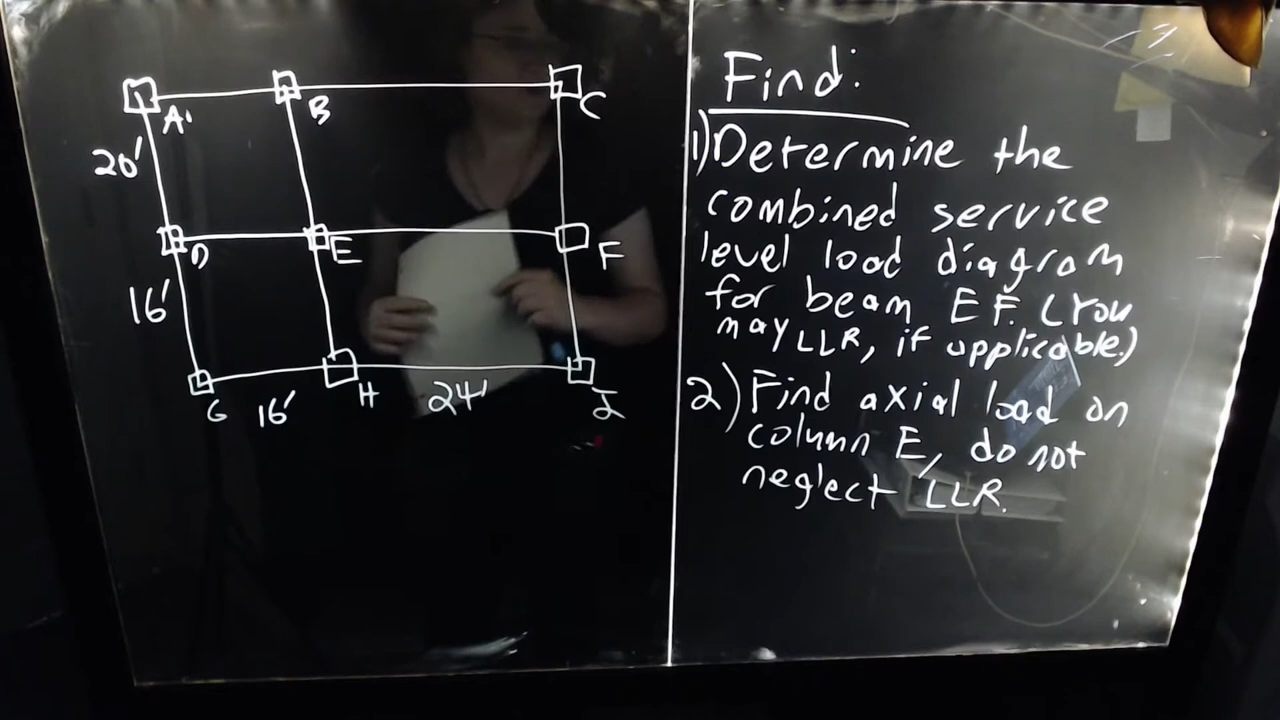 A
B
C
20'
D
E
F
16'
G
16'
H
24'
I
Find:
1) Determine the
combined service
level load diagram
for beam EF. (You
may LLR, if applicable.)
2) Find axial load on
column E, do not
neglect LLR.